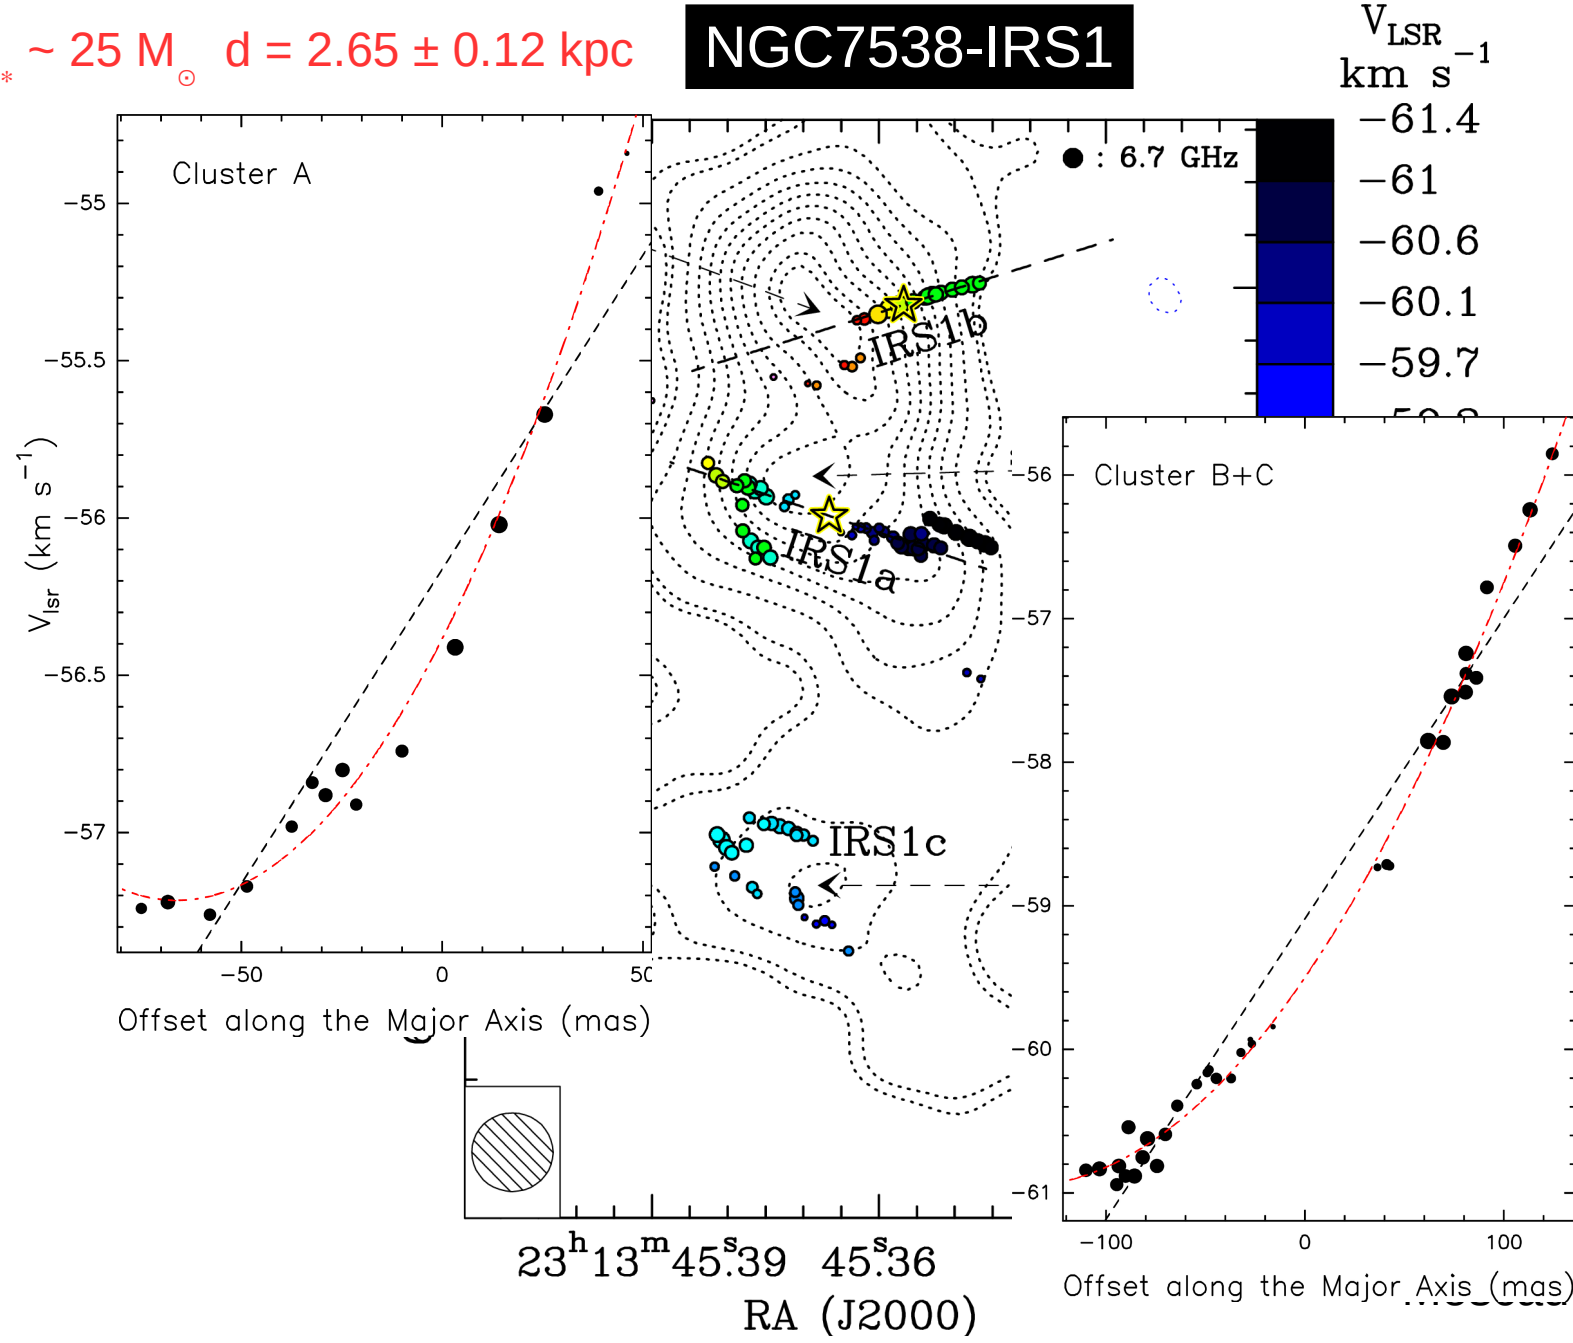 * ~ 25 M☉ d = 2.65 ± 0.12 kpc
NGC7538-IRS1
V LSR
km s −1
−61.4
−61
−60.6
−60.1
−59.7
: 6.7 GHz
Cluster A
−55
−55.5
−56
−56.5
−57
V lsr (km s −1)
−50 0 50
Offset along the Major Axis (mas)
IRS1b
IRS1a
IRS1c
Cluster B+C
−56
−57
−58
−59
−60
−61
−100 0 100
Offset along the Major Axis (mas)
23h13m45s.39 45s.36
RA (J2000)